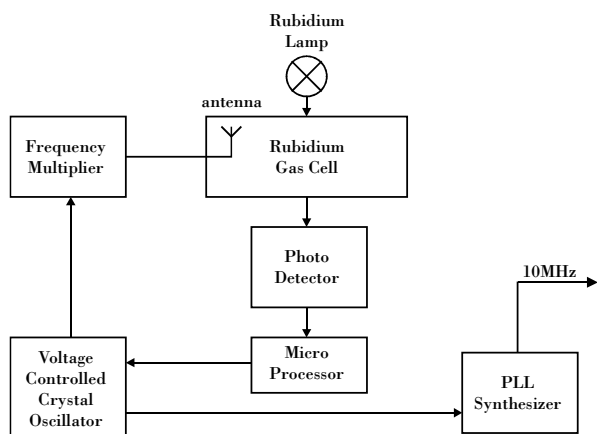 Rubidium
Lamp
antenna
Frequency
Multiplier
Rubidium
Gas Cell
Photo
Detector
10MHz
Voltage
Controlled
Crystal
Oscillator
Micro
Processor
PLL
Synthesizer